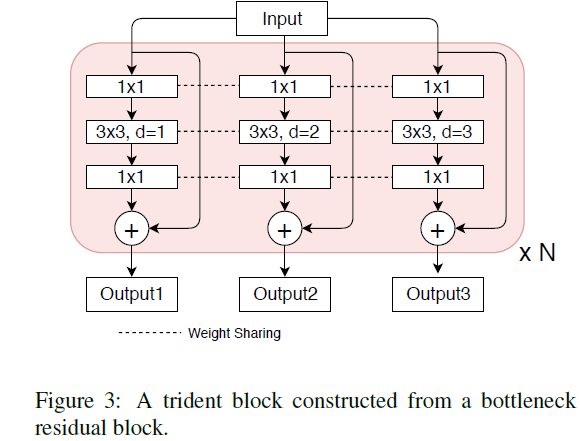 Input
1x1 1x1 1x1
3x3, d=1 3x3, d=2 3x3, d=3
1x1 1x1 1x1
+ + +
x N
Output1 Output2 Output3
Weight Sharing
Figure 3: A trident block constructed from a bottleneck
residual block.